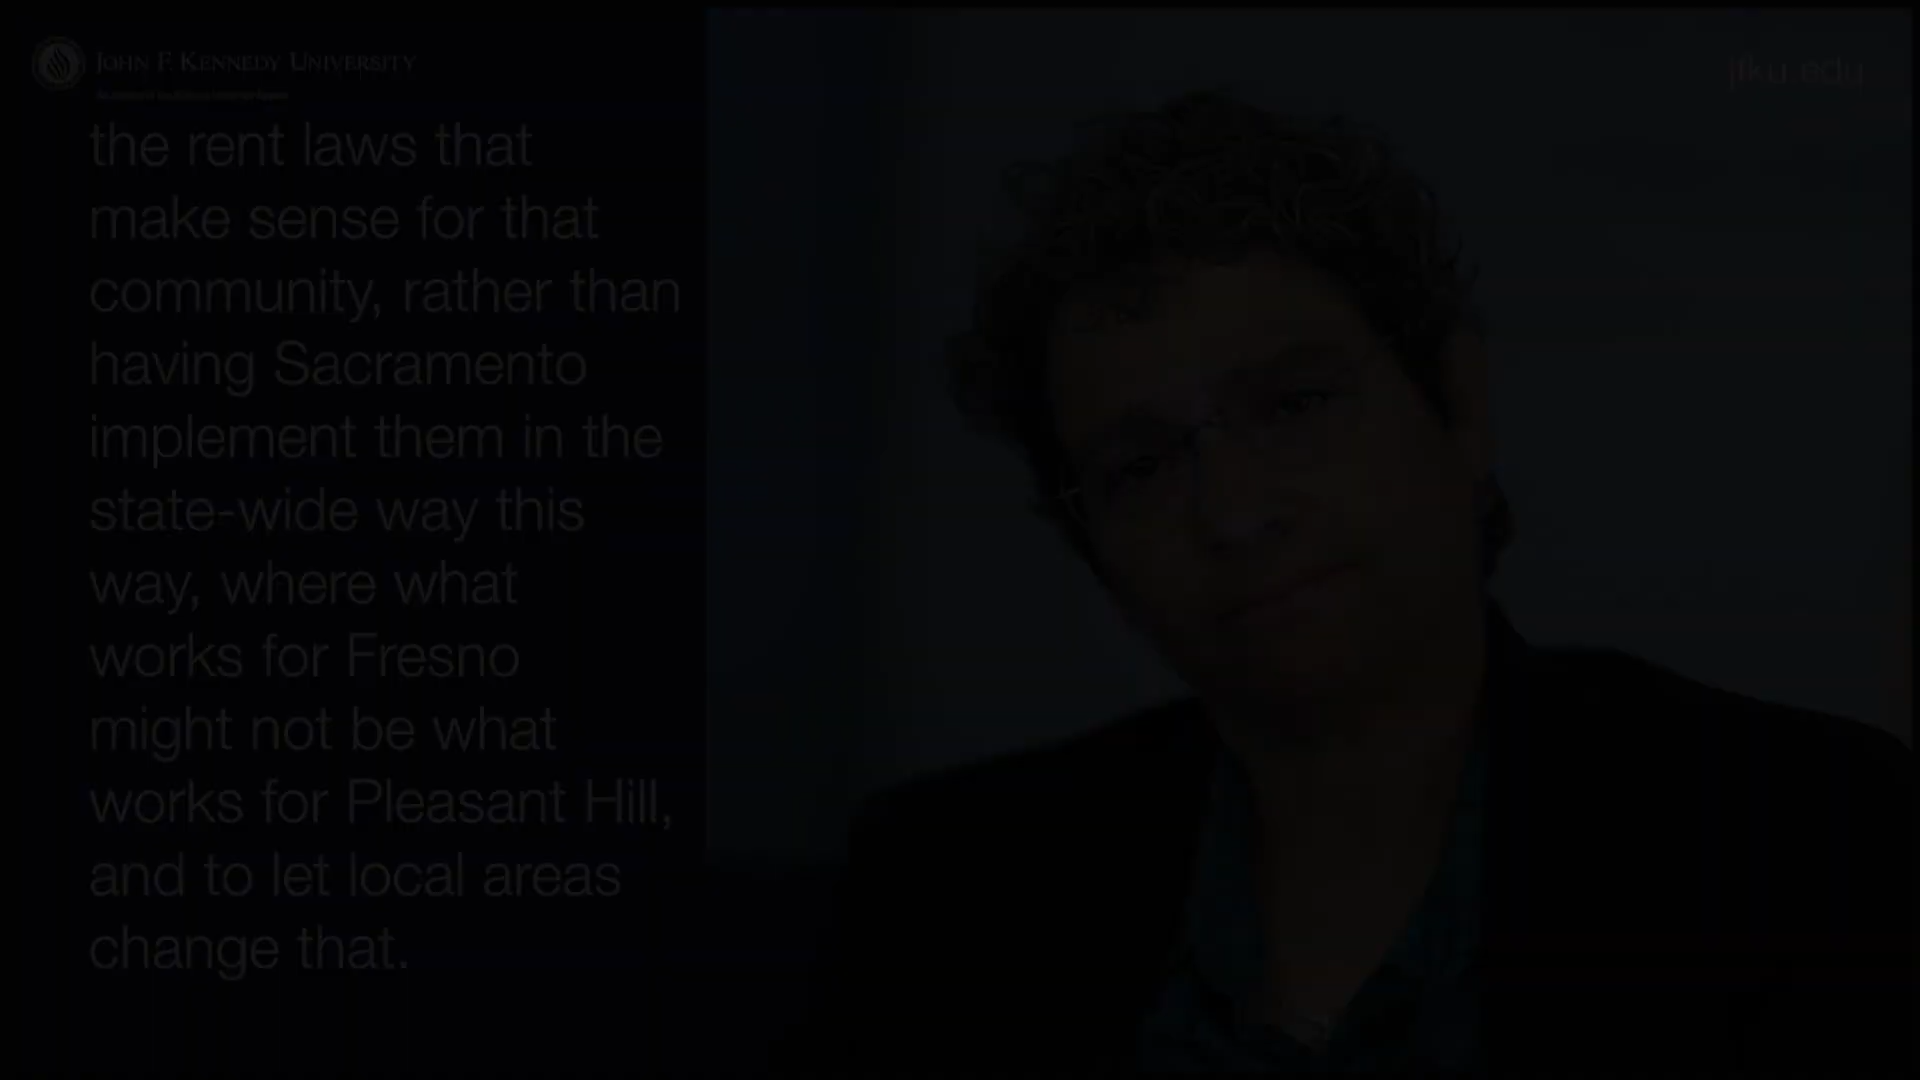 JOHN F. KENNEDY UNIVERSITY
jfku.edu
the rent laws that
make sense for that
community, rather than
having Sacramento
implement them in the
state-wide way this
way, where what
works for Fresno
might not be what
works for Pleasant Hill,
and to let local areas
change that.